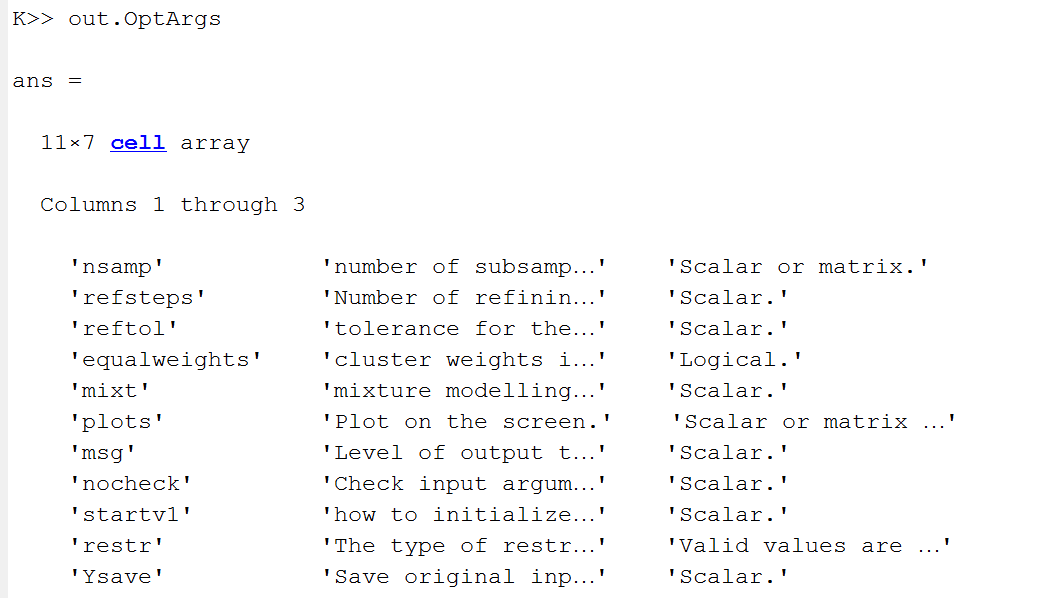 K>> out.OptArgs
ans =
11×7 cell array
Columns 1 through 3
'nsamp' 'number of subsamp...' 'Scalar or matrix.'
'refsteps' 'Number of refinin...' 'Scalar.'
'reftol' 'tolerance for the...' 'Scalar.'
'equalweights' 'cluster weights i...' 'Logical.'
'mixt' 'mixture modelling...' 'Scalar.'
'plots' 'Plot on the screen.' 'Scalar or matrix ...'
'msg' 'Level of output t...' 'Scalar.'
'nocheck' 'Check input argum...' 'Scalar.'
'startv1' 'how to initialize...' 'Scalar.'
'restr' 'The type of restr...' 'Valid values are ...'
'Ysave' 'Save original inp...' 'Scalar.'